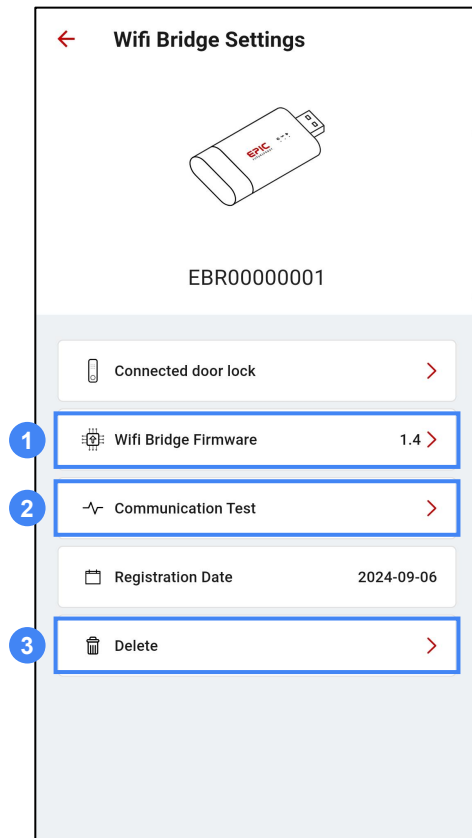 Wifi Bridge Settings
EPIC
EBR00000001
Connected door lock
1
Wifi Bridge Firmware
1.4
2
Communication Test
Registration Date
2024-09-06
3
Delete